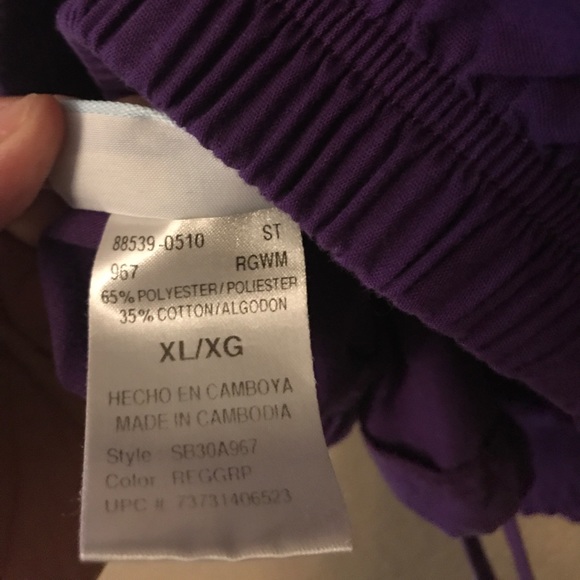 88539-0510 ST
967 RGWM
65% POLYESTER/POLIESTER
35% COTTON/ALGODON
XL/XG
HECHO EN CAMBOYA
MADE IN CAMBODIA
Style : SB30A967
Color : REGGRP
UPC # : 73731406523